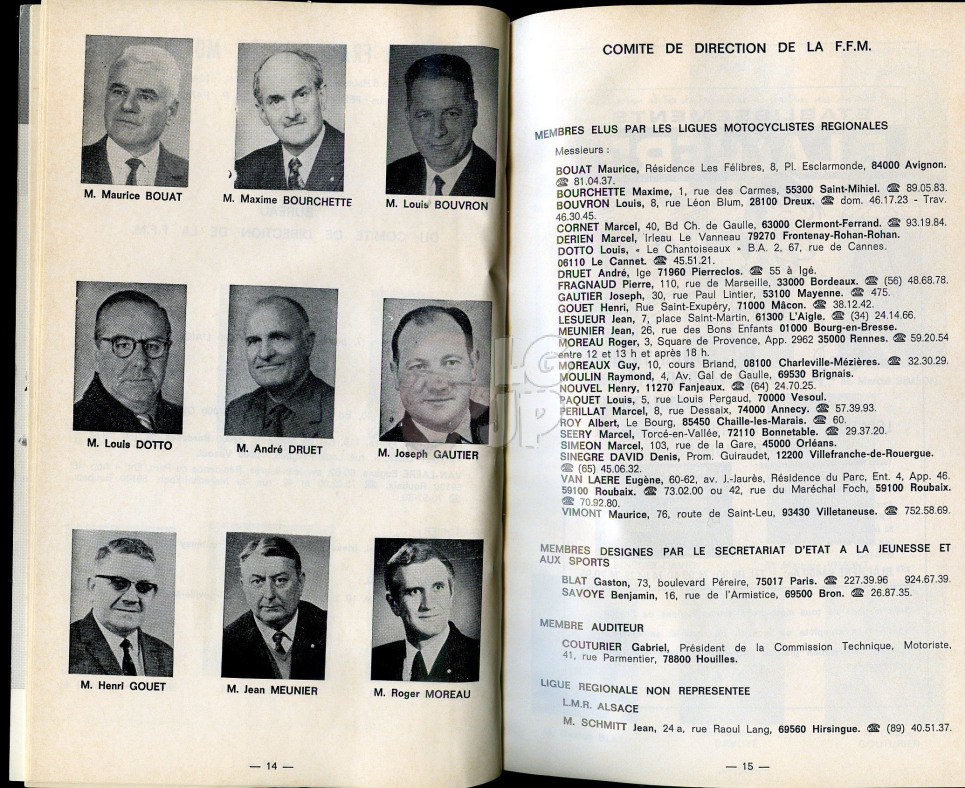 M. Maurice BOUAT
M. Maxime BOURCHETTE
M. Louis BOUVRON
M. Louis DOTTO
M. André DRUET
M. Joseph GAUTIER
M. Henri GOUET
M. Jean MEUNIER
M. Roger MOREAU
— 14 —
COMITE DE DIRECTION DE LA F.F.M.
MEMBRES ELUS PAR LES LIGUES MOTOCYCLISTES REGIONALES
Messieurs :
BOUAT Maurice, Résidence Les Félibres, 8, Pl. Esclarmonde, 84000 Avignon.
☎ 81.04.37.
BOURCHETTE Maxime, 1, rue des Carmes, 55300 Saint-Mihiel. ☎ 89.05.83.
BOUVRON Louis, 8, rue Léon Blum, 28100 Dreux. ☎ dom. 46.17.23 - Trav.
46.30.45.
CORNET Marcel, 40, Bd Ch. de Gaulle, 63000 Clermont-Ferrand. ☎ 93.19.84.
DERIEN Marcel, Irleau Le Vanneau 79270 Frontenay-Rohan-Rohan.
DOTTO Louis, « Le Chantoiseaux » B.A. 2, 67, rue de Cannes.
06110 Le Cannet. ☎ 45.51.21.
DRUET André, Ige 71960 Pierreclos. ☎ 55 à Igé.
FRAGNAUD Pierre, 110, rue de Marseille, 33000 Bordeaux. ☎ (56) 48.68.78.
GAUTIER Joseph, 30, rue Paul Lintier, 53100 Mayenne. ☎ 475.
GOUET Henri, Rue Saint-Exupéry, 71000 Mâcon. ☎ 38.12.42.
LESUEUR Jean, 7, place Saint-Martin, 61300 L'Aigle. ☎ (34) 24.14.66.
MEUNIER Jean, 26, rue des Bons Enfants 01000 Bourg-en-Bresse.
MOREAU Roger, 3, Square de Provence, App. 2962 35000 Rennes. ☎ 59.20.54
entre 12 et 13 h et après 18 h.
MOREAUX Guy, 10, cours Briand, 08100 Charleville-Mézières. ☎ 32.30.29.
MOULIN Raymond, 4, Av. Gal de Gaulle, 69530 Brignais.
NOUVEL Henry, 11270 Fanjeaux. ☎ (64) 24.70.25.
PAQUET Louis, 5, rue Louis Pergaud, 70000 Vesoul.
PERILLAT Marcel, 8, rue Dessaix, 74000 Annecy. ☎ 57.39.93.
ROY Albert, Le Bourg, 85450 Chaille-les-Marais. ☎ 60.
SEERY Marcel, Torcé-en-Vallée, 72110 Bonnetable. ☎ 29.37.20.
SIMEON Marcel, 103, rue de la Gare, 45000 Orléans.
SINEGRE DAVID Denis, Prom. Guiraudet, 12200 Villefranche-de-Rouergue.
☎ (65) 45.06.32.
VAN LAERE Eugène, 60-62, av. J.-Jaurès, Résidence du Parc, Ent. 4, App. 46.
59100 Roubaix. ☎ 73.02.00 ou 42, rue du Maréchal Foch, 59100 Roubaix.
☎ 70.92.80.
VIMONT Maurice, 76, route de Saint-Leu, 93430 Villetaneuse. ☎ 752.58.69.
MEMBRES DESIGNES PAR LE SECRETARIAT D'ETAT A LA JEUNESSE ET
AUX SPORTS
BLAT Gaston, 73, boulevard Péreire, 75017 Paris. ☎ 227.39.96 924.67.39.
SAVOYE Benjamin, 16, rue de l'Armistice, 69500 Bron. ☎ 26.87.35.
MEMBRE AUDITEUR
COUTURIER Gabriel, Président de la Commission Technique, Motoriste,
41, rue Parmentier, 78800 Houilles.
LIGUE REGIONALE NON REPRESENTEE
L.M.R. ALSACE
M. SCHMITT Jean, 24 a, rue Raoul Lang, 69560 Hirsingue. ☎ (89) 40.51.37.
— 15 —